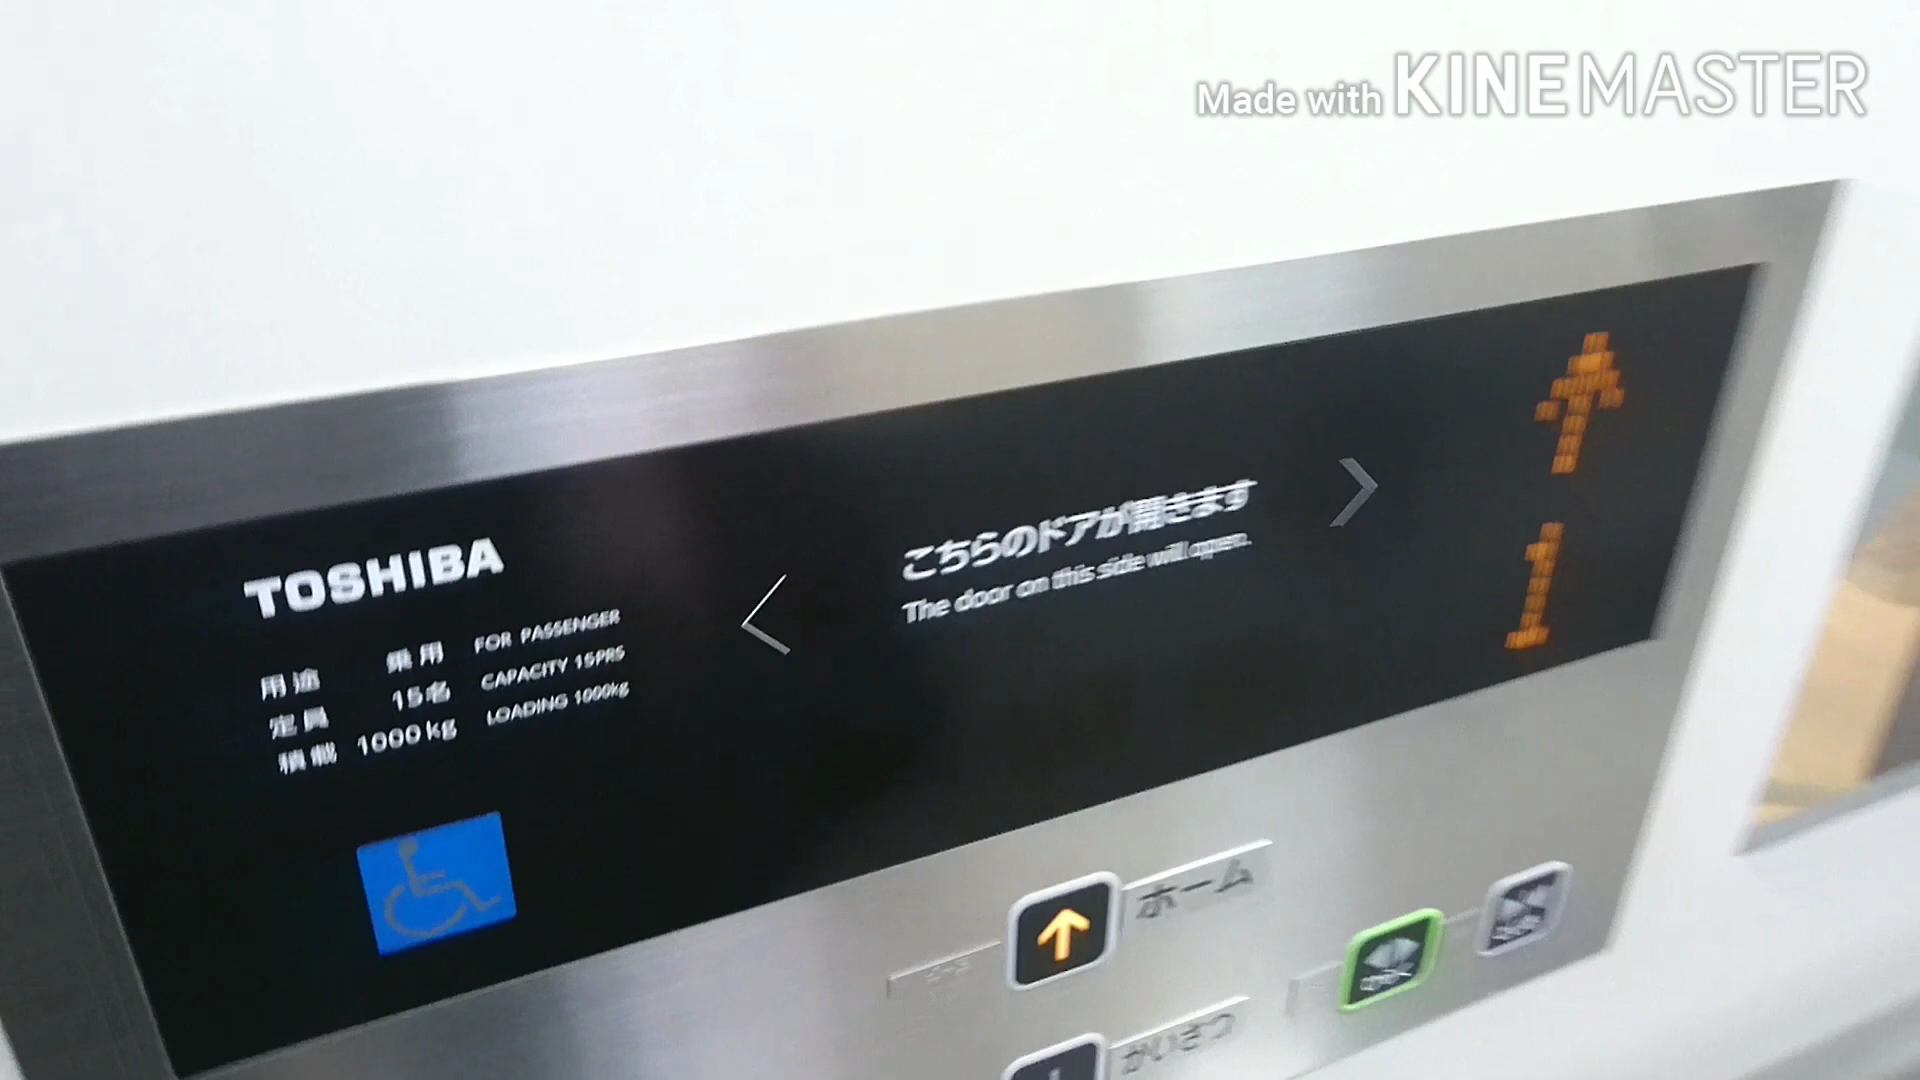 Made with KINEMASTER
TOSHIBA
用途 乗用 FOR PASSENGER
定員 15名 CAPACITY 15PRS
積載 1000kg LOADING 1000kg
こちらのドアが開きます
The door on this side will open.
1
ホーム
かいさつ